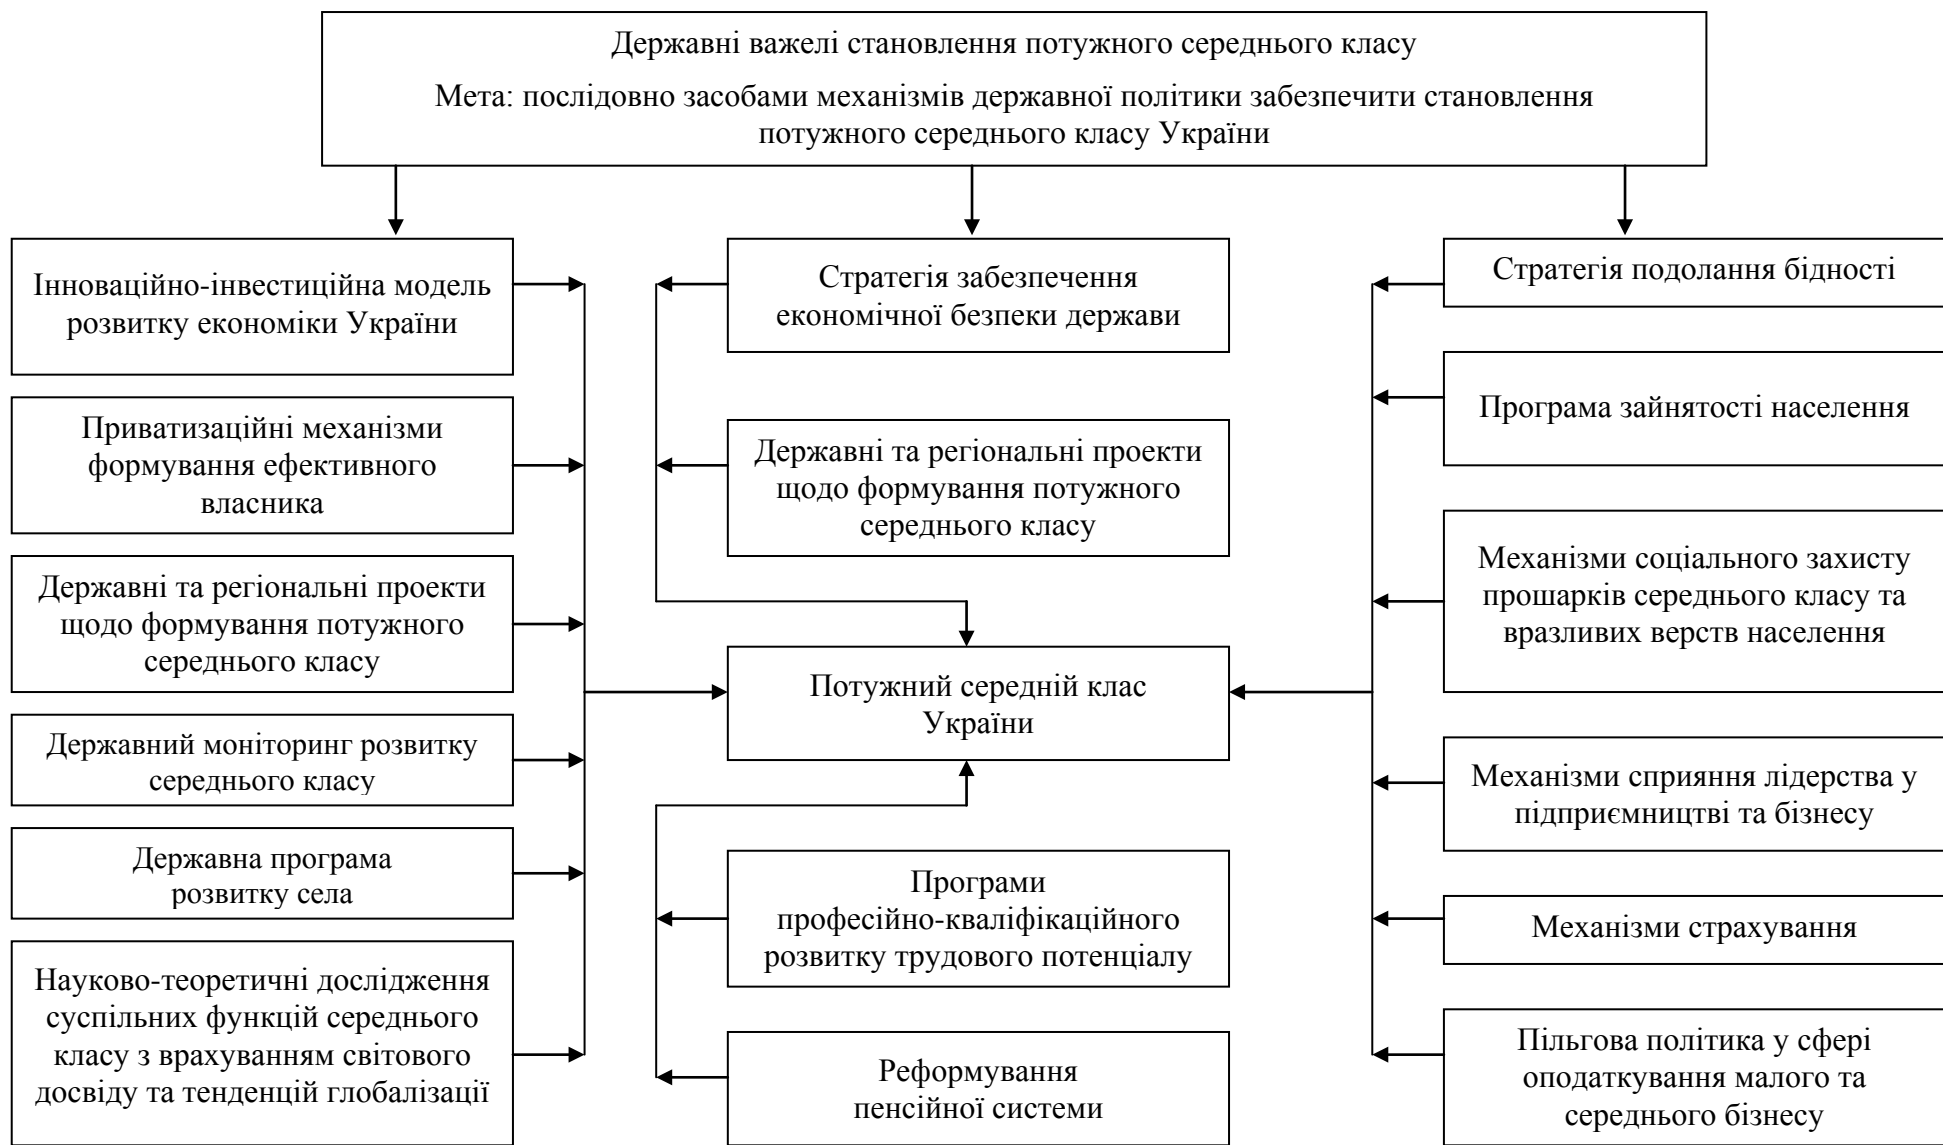 Державні важелі становлення потужного середнього класу
Мета: послідовно засобами механізмів державної політики забезпечити становлення
потужного середнього класу України
Інноваційно-інвестиційна модель
розвитку економіки України
Приватизаційні механізми
формування ефективного
власника
Державні та регіональні проекти
щодо формування потужного
середнього класу
Державний моніторинг розвитку
середнього класу
Державна програма
розвитку села
Науково-теоретичні дослідження
суспільних функцій середнього
класу з врахуванням світового
досвіду та тенденцій глобалізації
Стратегія забезпечення
економічної безпеки держави
Державні та регіональні проекти
щодо формування потужного
середнього класу
Потужний середній клас
України
Програми
професійно-кваліфікаційного
розвитку трудового потенціалу
Реформування
пенсійної системи
Стратегія подолання бідності
Програма зайнятості населення
Механізми соціального захисту
прошарків середнього класу та
вразливих верств населення
Механізми сприяння лідерства у
підприємництві та бізнесу
Механізми страхування
Пільгова політика у сфері
оподаткування малого та
середнього бізнесу